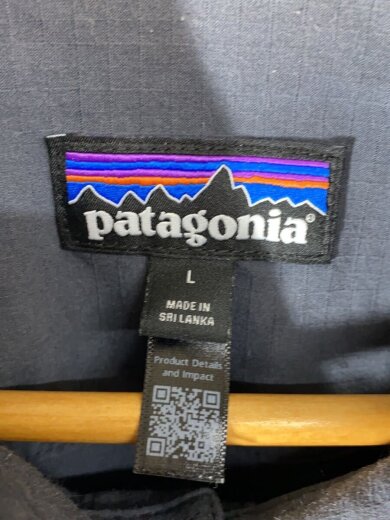 patagonia®
L
MADE IN
SRI LANKA
Product Details
and Impact